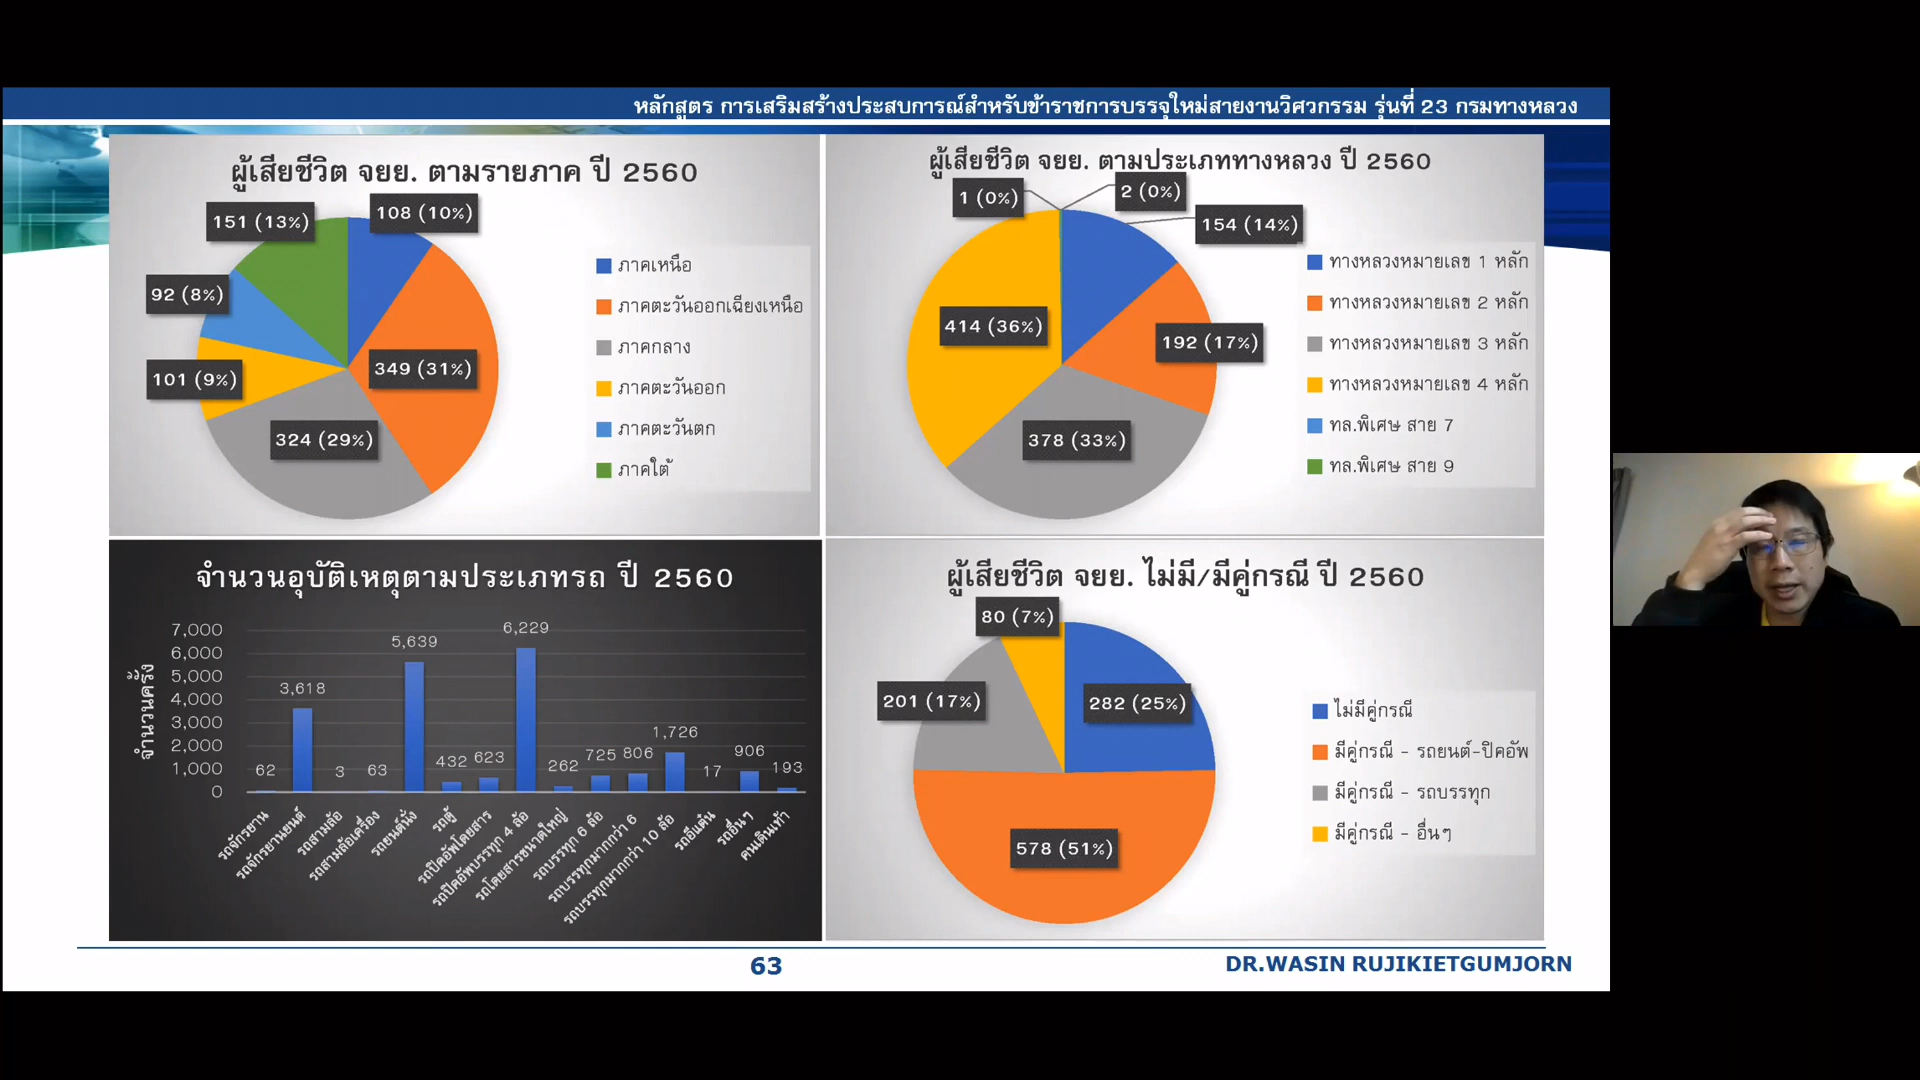 หลักสูตร การเสริมสร้างประสบการณ์สำหรับข้าราชการบรรจุใหม่สายงานวิศวกรรม รุ่นที่ 23 กรมทางหลวง
ผู้เสียชีวิต จยย. ตามรายภาค ปี 2560
108 (10%)
151 (13%)
92 (8%)
349 (31%)
101 (9%)
324 (29%)
ภาคเหนือ
ภาคตะวันออกเฉียงเหนือ
ภาคกลาง
ภาคตะวันออก
ภาคตะวันตก
ภาคใต้
ผู้เสียชีวิต จยย. ตามประเภททางหลวง ปี 2560
1 (0%)
2 (0%)
154 (14%)
414 (36%)
192 (17%)
378 (33%)
ทางหลวงหมายเลข 1 หลัก
ทางหลวงหมายเลข 2 หลัก
ทางหลวงหมายเลข 3 หลัก
ทางหลวงหมายเลข 4 หลัก
ทล.พิเศษ สาย 7
ทล.พิเศษ สาย 9
จำนวนอุบัติเหตุตามประเภทรถ ปี 2560
จำนวนครั้ง
7,000
6,000
5,000
4,000
3,000
2,000
1,000
0
62
3,618
3
63
5,639
432
623
6,229
262
725
806
1,726
17
906
193
รถจักรยาน
รถจักรยานยนต์
รถสามล้อ
รถสามล้อเครื่อง
รถยนต์นั่ง
รถตู้
รถปิคอัพโดยสาร
รถปิคอัพบรรทุก 4 ล้อ
รถโดยสารขนาดใหญ่
รถบรรทุก 6 ล้อ
รถบรรทุกมากกว่า 6
รถบรรทุกมากกว่า 10 ล้อ
รถอีแต๋น
รถอื่นๆ
คนเดินเท้า
ผู้เสียชีวิต จยย. ไม่มี/มีคู่กรณี ปี 2560
80 (7%)
201 (17%)
282 (25%)
578 (51%)
ไม่มีคู่กรณี
มีคู่กรณี - รถยนต์-ปิคอัพ
มีคู่กรณี - รถบรรทุก
มีคู่กรณี - อื่นๆ
63
DR.WASIN RUJIKIETGUMJORN